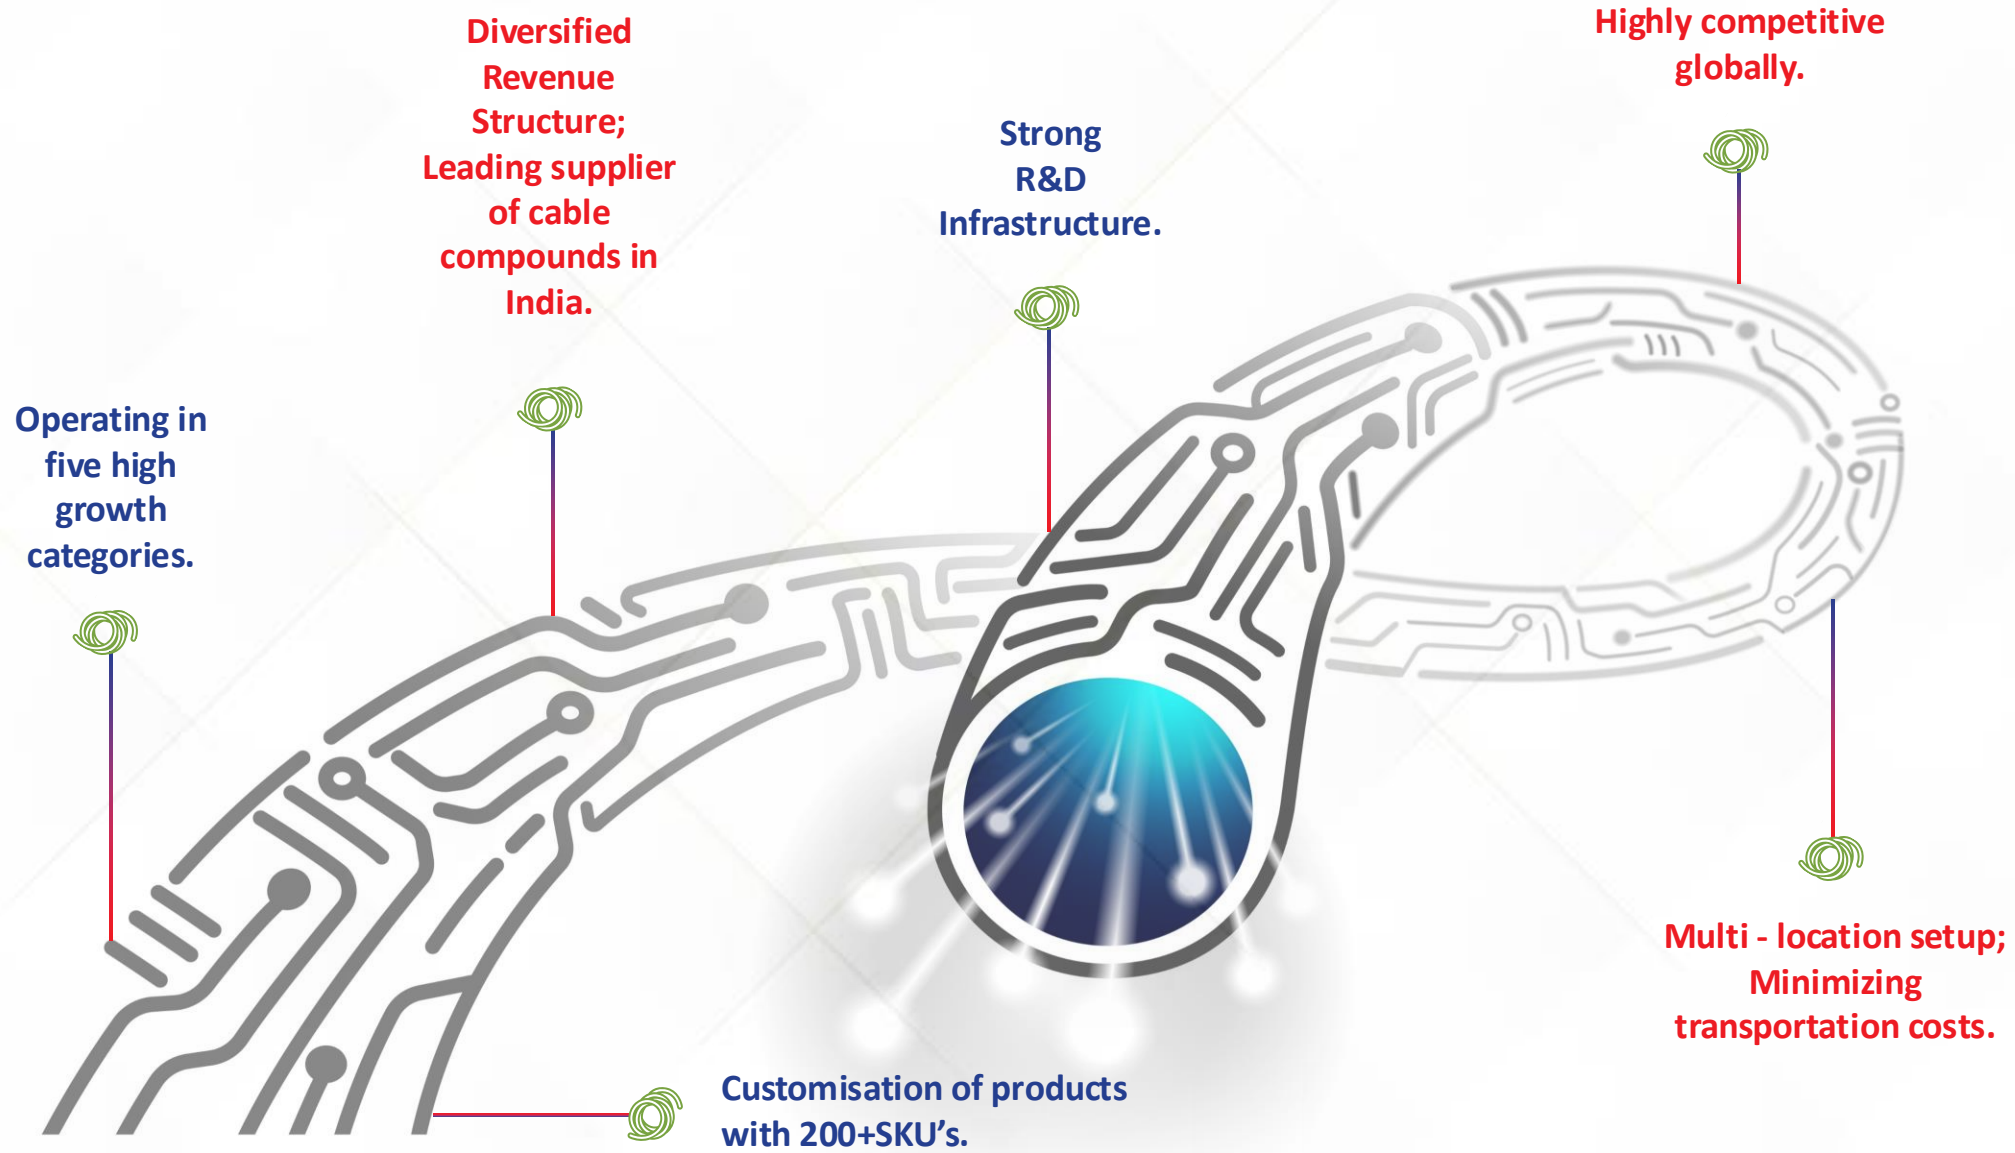 Operating in
five high
growth
categories.
Diversified
Revenue
Structure;
Leading supplier
of cable
compounds in
India.
Strong
R&D
Infrastructure.
Highly competitive
globally.
Multi - location setup;
Minimizing
transportation costs.
Customisation of products
with 200+SKU’s.